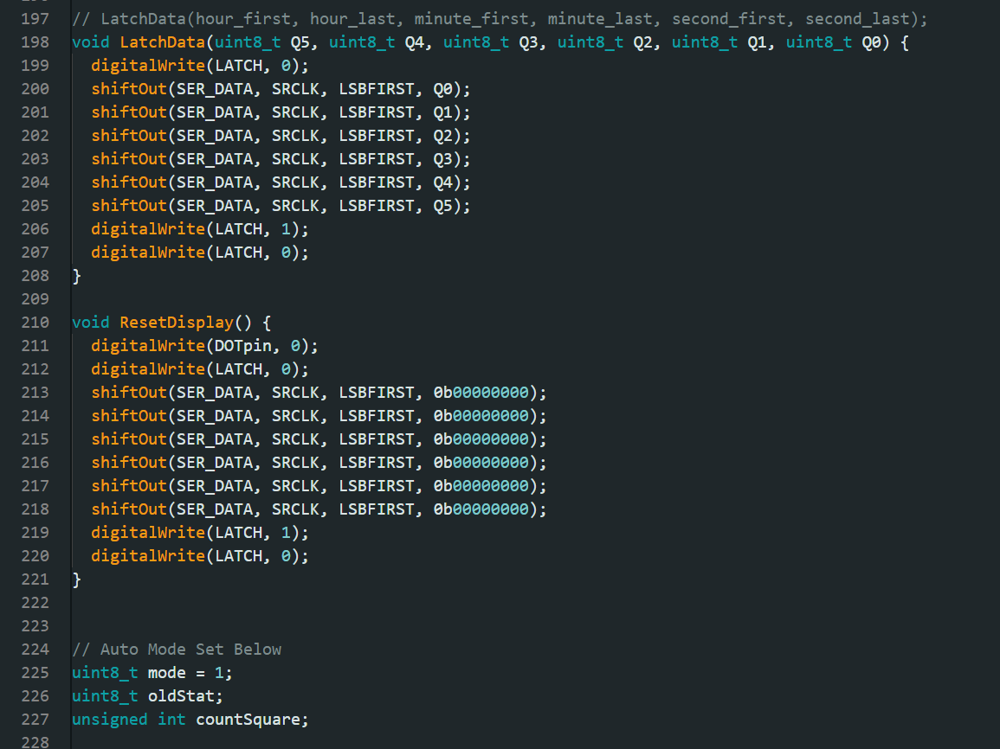 197 // LatchData(hour_first, hour_last, minute_first, minute_last, second_first, second_last);
198 void LatchData(uint8_t Q5, uint8_t Q4, uint8_t Q3, uint8_t Q2, uint8_t Q1, uint8_t Q0) {
199   digitalWrite(LATCH, 0);
200   shiftOut(SER_DATA, SRCLK, LSBFIRST, Q0);
201   shiftOut(SER_DATA, SRCLK, LSBFIRST, Q1);
202   shiftOut(SER_DATA, SRCLK, LSBFIRST, Q2);
203   shiftOut(SER_DATA, SRCLK, LSBFIRST, Q3);
204   shiftOut(SER_DATA, SRCLK, LSBFIRST, Q4);
205   shiftOut(SER_DATA, SRCLK, LSBFIRST, Q5);
206   digitalWrite(LATCH, 1);
207   digitalWrite(LATCH, 0);
208 }
209
210 void ResetDisplay() {
211   digitalWrite(DOTpin, 0);
212   digitalWrite(LATCH, 0);
213   shiftOut(SER_DATA, SRCLK, LSBFIRST, 0b00000000);
214   shiftOut(SER_DATA, SRCLK, LSBFIRST, 0b00000000);
215   shiftOut(SER_DATA, SRCLK, LSBFIRST, 0b00000000);
216   shiftOut(SER_DATA, SRCLK, LSBFIRST, 0b00000000);
217   shiftOut(SER_DATA, SRCLK, LSBFIRST, 0b00000000);
218   shiftOut(SER_DATA, SRCLK, LSBFIRST, 0b00000000);
219   digitalWrite(LATCH, 1);
220   digitalWrite(LATCH, 0);
221 }
222
223
224 // Auto Mode Set Below
225 uint8_t mode = 1;
226 uint8_t oldStat;
227 unsigned int countSquare;
228